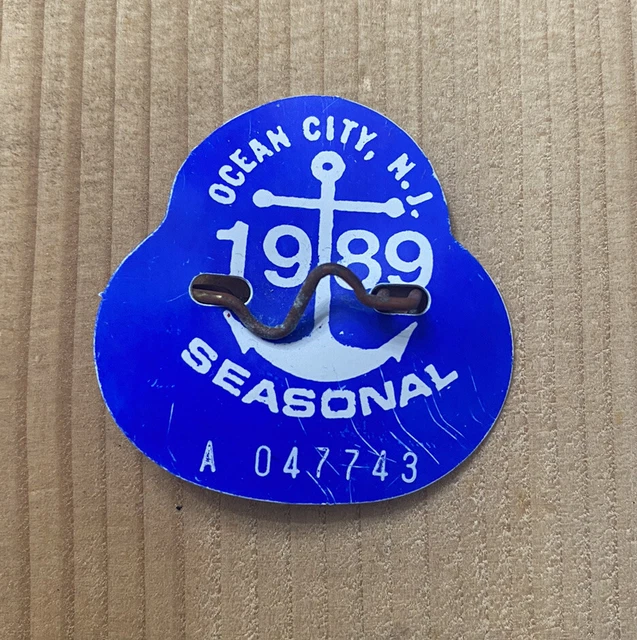 OCEAN CITY, N.J.
1989
SEASONAL
A 047743